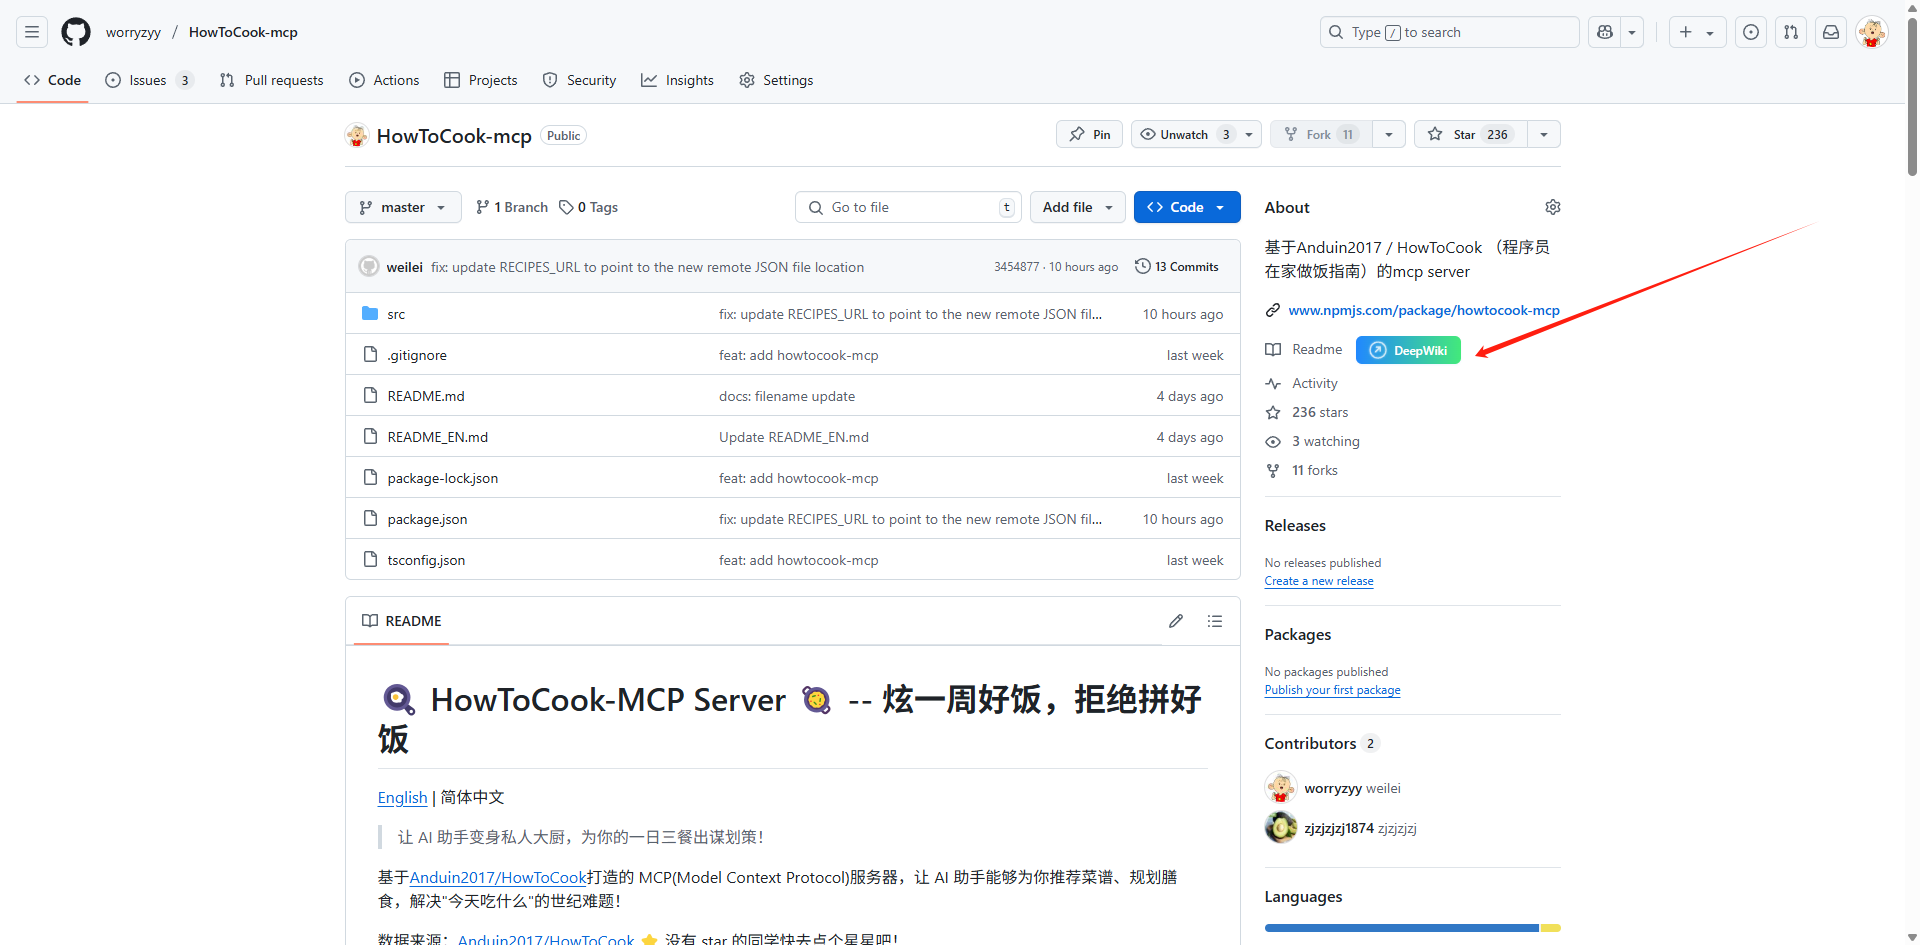 worryzyy / HowToCook-mcp
Type / to search
Code
Issues 3
Pull requests
Actions
Projects
Security
Insights
Settings
HowToCook-mcp Public
Pin
Unwatch 3
Fork 11
Star 236
master
1 Branch
0 Tags
Go to file t
Add file
Code
weilei fix: update RECIPES_URL to point to the new remote JSON file location 3454877 · 10 hours ago 13 Commits
src fix: update RECIPES_URL to point to the new remote JSON fil... 10 hours ago
.gitignore feat: add howtocook-mcp last week
README.md docs: filename update 4 days ago
README_EN.md Update README_EN.md 4 days ago
package-lock.json feat: add howtocook-mcp last week
package.json fix: update RECIPES_URL to point to the new remote JSON fil... 10 hours ago
tsconfig.json feat: add howtocook-mcp last week
README
HowToCook-MCP Server -- 炫一周好饭，拒绝拼好
饭
English | 简体中文
让 AI 助手变身私人大厨，为你的一日三餐出谋划策！
基于Anduin2017/HowToCook打造的 MCP(Model Context Protocol)服务器，让 AI 助手能够为你推荐菜谱、规划膳
食，解决"今天吃什么"的世纪难题！
数据来源：Anduin2017/HowToCook ⭐ 没有 star 的同学快去点个星星吧！
About
基于Anduin2017 / HowToCook （程序员
在家做饭指南）的mcp server
www.npmjs.com/package/howtocook-mcp
Readme
DeepWiki
Activity
236 stars
3 watching
11 forks
Releases
No releases published
Create a new release
Packages
No packages published
Publish your first package
Contributors 2
worryzyy weilei
zjzjzjzj1874 zjzjzjzj
Languages